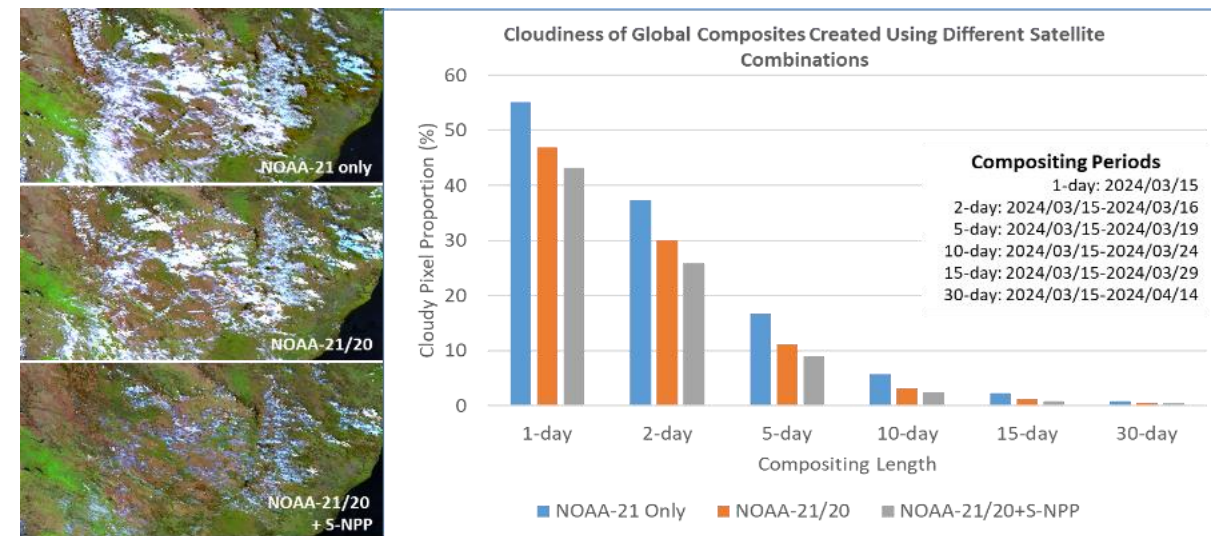 NOAA-21 only
NOAA-21/20
NOAA-21/20
+ S-NPP
Cloudiness of Global Composites Created Using Different Satellite
Combinations
Cloudy Pixel Proportion (%)
60
50
40
30
20
10
0
Compositing Periods
1-day: 2024/03/15
2-day: 2024/03/15-2024/03/16
5-day: 2024/03/15-2024/03/19
10-day: 2024/03/15-2024/03/24
15-day: 2024/03/15-2024/03/29
30-day: 2024/03/15-2024/04/14
1-day 2-day 5-day 10-day 15-day 30-day
Compositing Length
NOAA-21 Only NOAA-21/20 NOAA-21/20+S-NPP